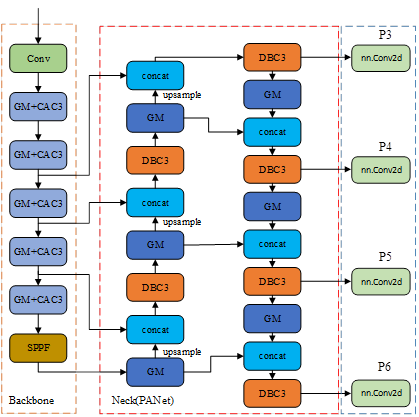 Conv
GM+CAC3
GM+CAC3
GM+CAC3
GM+CAC3
GM+CAC3
SPPF
Backbone
concat
upsample
GM
DBC3
concat
upsample
GM
DBC3
concat
upsample
GM
Neck(PANet)
DBC3
GM
concat
DBC3
GM
concat
DBC3
GM
concat
DBC3
P3
nn.Conv2d
P4
nn.Conv2d
P5
nn.Conv2d
P6
nn.Conv2d